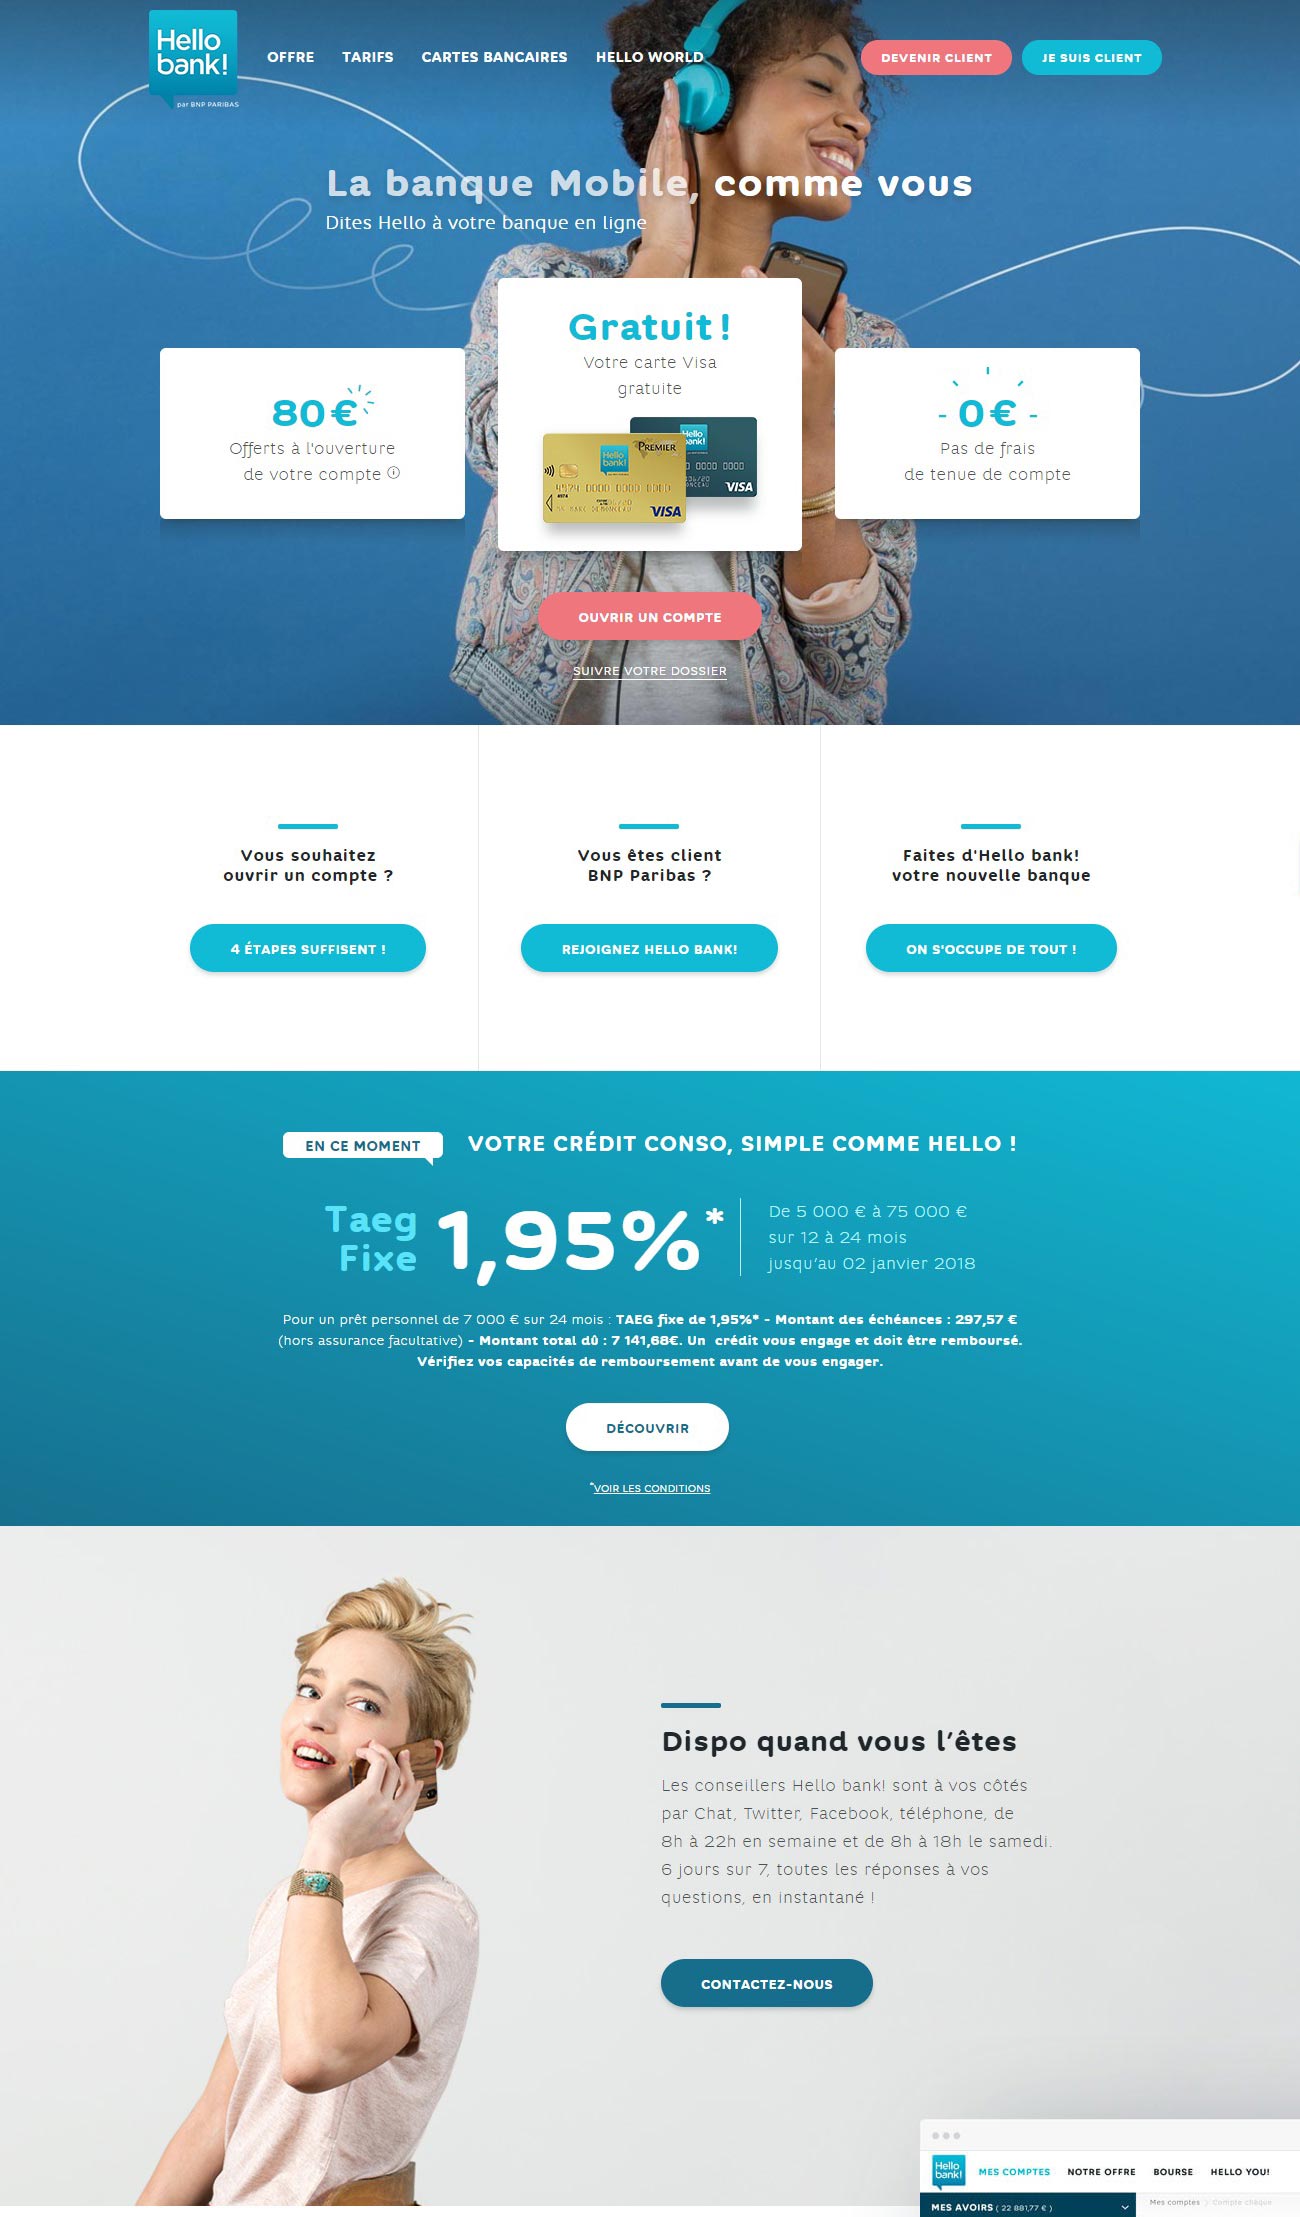 Hello
bank!
par BNP PARIBAS
OFFRE TARIFS CARTES BANCAIRES HELLO WORLD
DEVENIR CLIENT JE SUIS CLIENT
La banque Mobile, comme vous
Dites Hello à votre banque en ligne
80 €
Offerts à l'ouverture
de votre compte
Gratuit !
Votre carte Visa
gratuite
Hello
bank!
PREMIER
4974 0000 0000 0000
4974
VISA
Hello
bank!
0000 0000
VISA
- 0 € -
Pas de frais
de tenue de compte
OUVRIR UN COMPTE
SUIVRE VOTRE DOSSIER
Vous souhaitez
ouvrir un compte ?
4 ÉTAPES SUFFISENT !
Vous êtes client
BNP Paribas ?
REJOIGNEZ HELLO BANK!
Faites d'Hello bank!
votre nouvelle banque
ON S'OCCUPE DE TOUT !
EN CE MOMENT
VOTRE CRÉDIT CONSO, SIMPLE COMME HELLO !
Taeg
Fixe
1,95%*
De 5 000 € à 75 000 €
sur 12 à 24 mois
jusqu’au 02 janvier 2018
Pour un prêt personnel de 7 000 € sur 24 mois : TAEG fixe de 1,95%* - Montant des échéances : 297,57 €
(hors assurance facultative) - Montant total dû : 7 141,68€. Un crédit vous engage et doit être remboursé.
Vérifiez vos capacités de remboursement avant de vous engager.
DÉCOUVRIR
*VOIR LES CONDITIONS
Dispo quand vous l’êtes
Les conseillers Hello bank! sont à vos côtés
par Chat, Twitter, Facebook, téléphone, de
8h à 22h en semaine et de 8h à 18h le samedi.
6 jours sur 7, toutes les réponses à vos
questions, en instantané !
CONTACTEZ-NOUS
Hello
bank!
MES COMPTES NOTRE OFFRE BOURSE HELLO YOU!
MES AVOIRS ( 22 881,77 € )
Mes comptes > Compte chèque